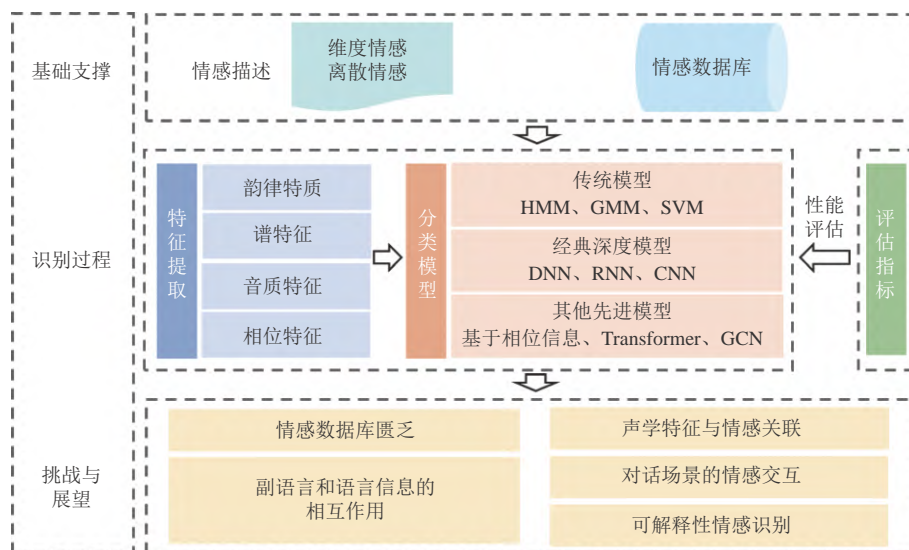 基础支撑
情感描述
维度情感
离散情感
情感数据库
识别过程
特征提取
韵律特质
谱特征
音质特征
相位特征
分类模型
传统模型
HMM、GMM、SVM
经典深度模型
DNN、RNN、CNN
其他先进模型
基于相位信息、Transformer、GCN
性能
评估
评估指标
挑战与
展望
情感数据库匮乏
副语言和语言信息的
相互作用
声学特征与情感关联
对话场景的情感交互
可解释性情感识别